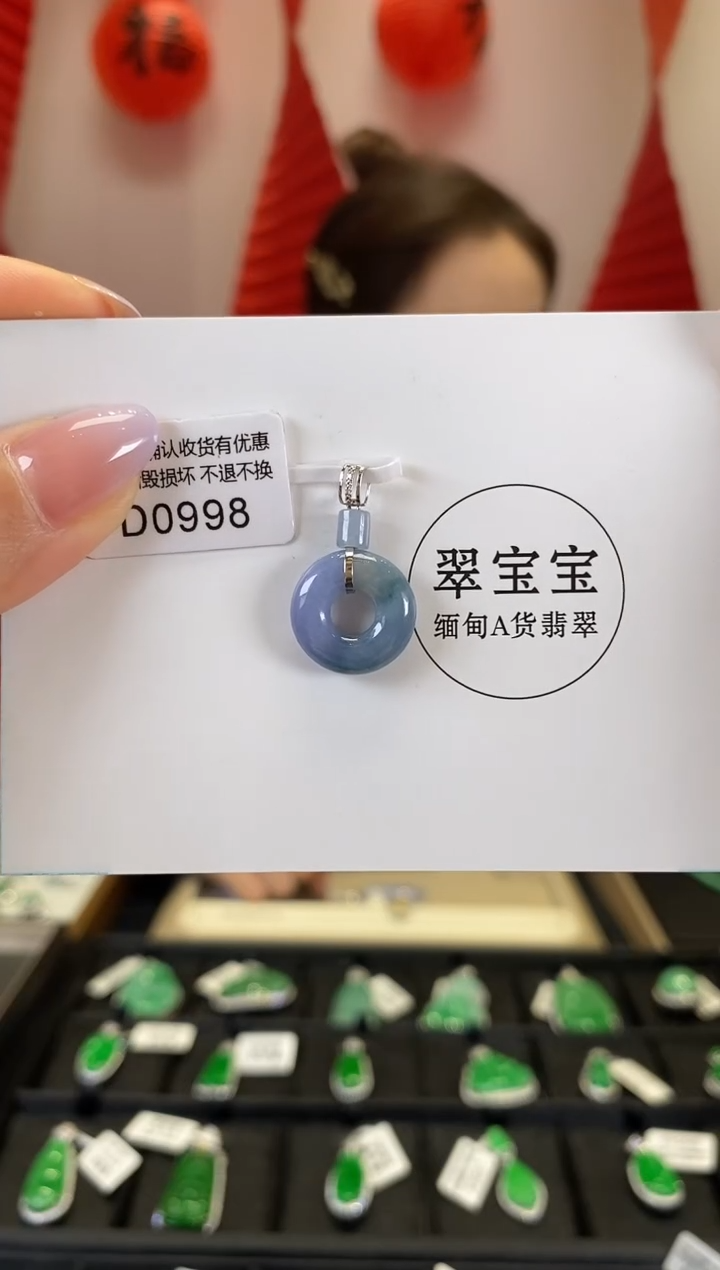 福
认收货有优惠
毁损坏 不退不换
D0998
翠宝宝
缅甸A货翡翠